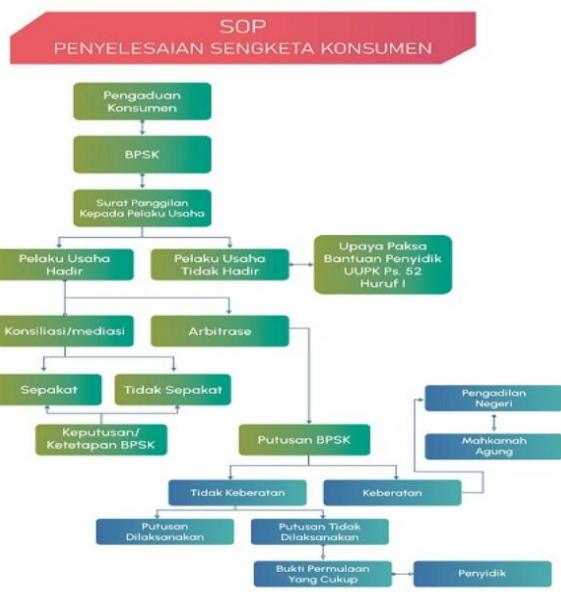 SOP
PENYELESAIAN SENGKETA KONSUMEN
Pengaduan
Konsumen
BPSK
Surat Panggilan
Kepada Pelaku Usaha
Pelaku Usaha
Hadir
Pelaku Usaha
Tidak Hadir
Upaya Paksa
Bantuan Penyidik
UUPK Ps. 52
Huruf I
Konsiliasi/mediasi
Arbitrase
Sepakat
Tidak Sepakat
Keputusan/
Ketetapan BPSK
Putusan BPSK
Pengadilan
Negeri
Mahkamah
Agung
Tidak Keberatan
Keberatan
Putusan
Dilaksanakan
Putusan Tidak
Dilaksanakan
Bukti Permulaan
Yang Cukup
Penyidik